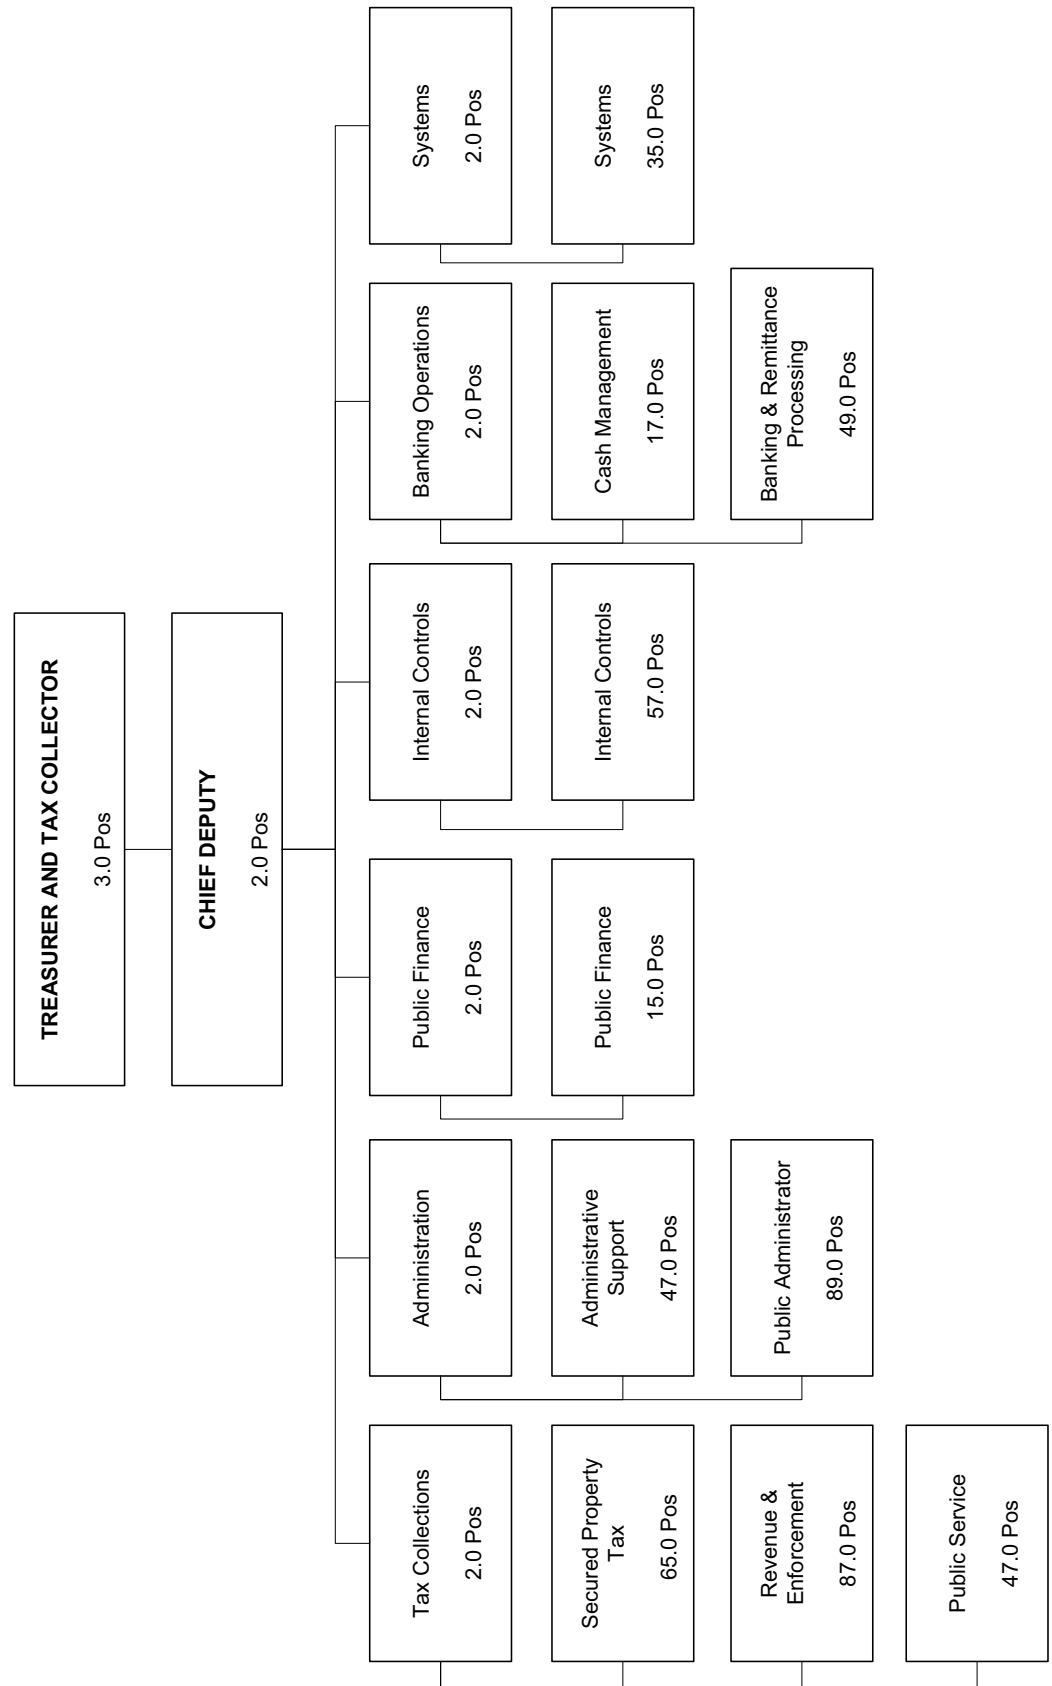 TREASURER AND TAX COLLECTOR
3.0 Pos
CHIEF DEPUTY
2.0 Pos
Tax Collections
2.0 Pos
Secured Property
Tax
65.0 Pos
Revenue &
Enforcement
87.0 Pos
Public Service
47.0 Pos
Administration
2.0 Pos
Administrative
Support
47.0 Pos
Public Administrator
89.0 Pos
Public Finance
2.0 Pos
Public Finance
15.0 Pos
Internal Controls
2.0 Pos
Internal Controls
57.0 Pos
Banking Operations
2.0 Pos
Cash Management
17.0 Pos
Banking & Remittance
Processing
49.0 Pos
Systems
2.0 Pos
Systems
35.0 Pos